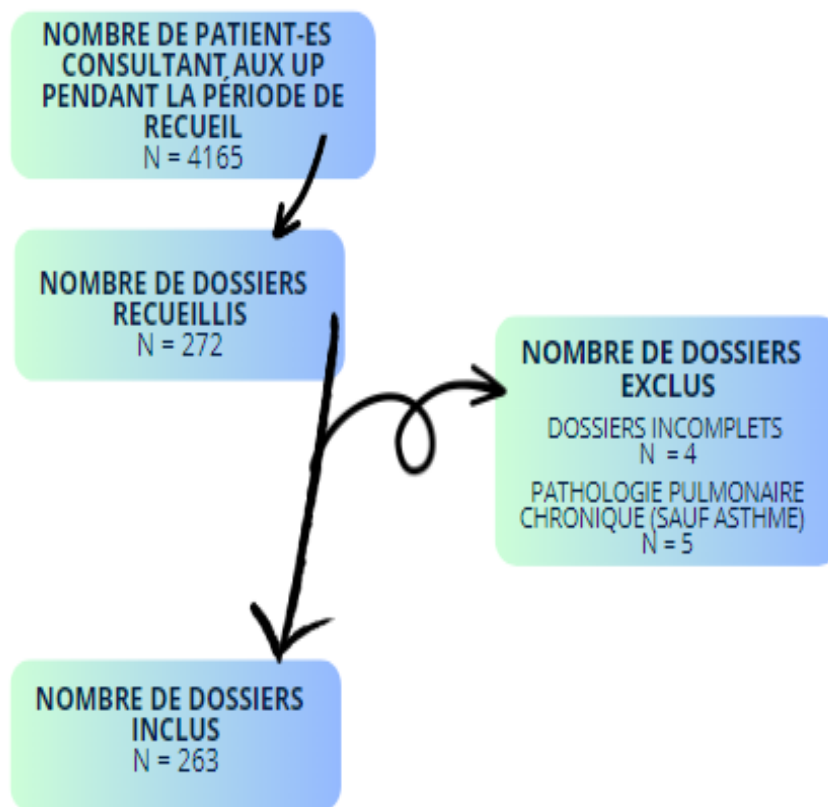 NOMBRE DE PATIENT-ES
CONSULTANT AUX UP
PENDANT LA PÉRIODE DE
RECUEIL
N = 4165
NOMBRE DE DOSSIERS
RECUEILLIS
N = 272
NOMBRE DE DOSSIERS
EXCLUS
DOSSIERS INCOMPLETS
N = 4
PATHOLOGIE PULMONAIRE
CHRONIQUE (SAUF ASTHME)
N = 5
NOMBRE DE DOSSIERS
INCLUS
N = 263